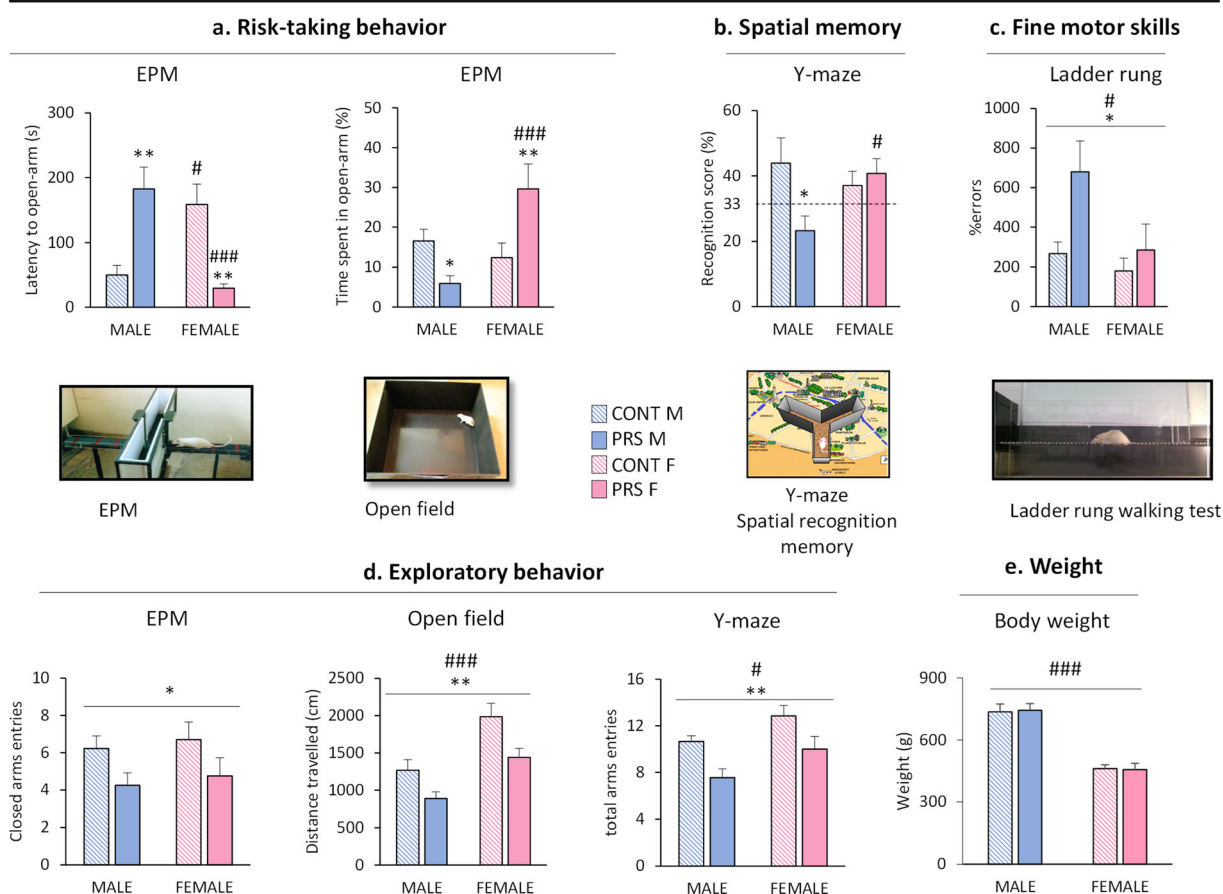 a. Risk-taking behavior
b. Spatial memory
c. Fine motor skills
EPM
EPM
Y-maze
Ladder rung
Latency to open-arm (s)
300
200
100
0
**
#
###
**
MALE FEMALE
Time spent in open-arm (%)
50
40
30
20
10
0
*
###
**
MALE FEMALE
Recognition score (%)
60
40
33
20
0
*
#
MALE FEMALE
%errors
1000
800
600
400
200
0
#
*
MALE FEMALE
EPM
Open field
CONT M
PRS M
CONT F
PRS F
Y-maze
Spatial recognition
memory
Ladder rung walking test
d. Exploratory behavior
e. Weight
EPM
Open field
Y-maze
Body weight
Closed arms entries
10
8
6
4
2
0
*
MALE FEMALE
Distance travelled (cm)
2500
2000
1500
1000
500
0
###
**
MALE FEMALE
total arms entries
16
12
8
4
0
#
**
MALE FEMALE
Weight (g)
900
600
300
0
###
MALE FEMALE